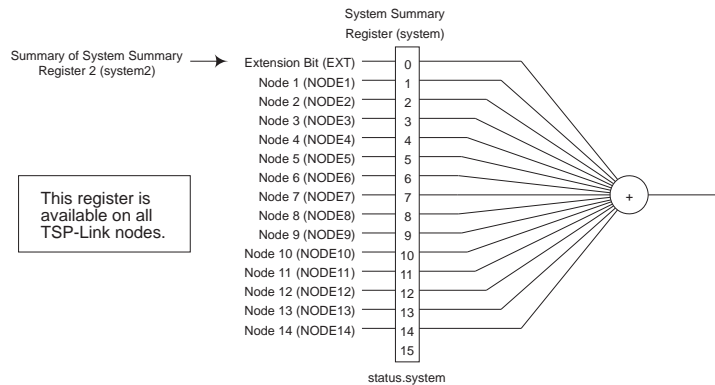 System Summary
Register (system)
Summary of System Summary
Register 2 (system2)
Extension Bit (EXT) 0
Node 1 (NODE1) 1
Node 2 (NODE2) 2
Node 3 (NODE3) 3
Node 4 (NODE4) 4
Node 5 (NODE5) 5
Node 6 (NODE6) 6
Node 7 (NODE7) 7
Node 8 (NODE8) 8
Node 9 (NODE9) 9
Node 10 (NODE10) 10
Node 11 (NODE11) 11
Node 12 (NODE12) 12
Node 13 (NODE13) 13
Node 14 (NODE14) 14
15
+
This register is
available on all
TSP-Link nodes.
status.system